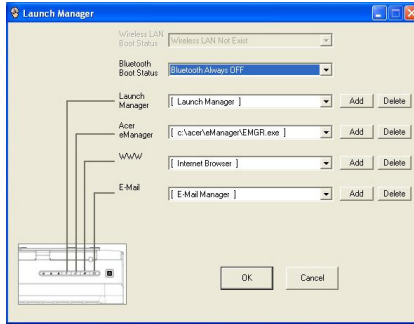 Launch Manager
Wireless LAN
Boot Status
Wireless LAN Not Exist
Bluetooth
Boot Status
Bluetooth Always OFF
Launch
Manager
[ Launch Manager ]
Add
Delete
Acer
eManager
[ c:\acer\eManager\EMGR.exe ]
Add
Delete
WWW
[ Internet Browser ]
Add
Delete
E-Mail
[ E-Mail Manager ]
Add
Delete
OK
Cancel